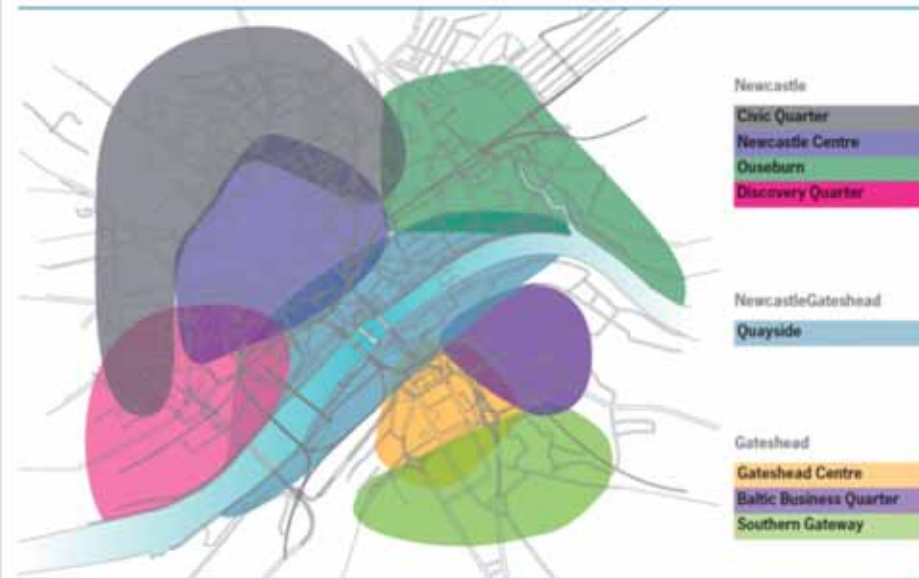 Newcastle
Civic Quarter
Newcastle Centre
Ouseburn
Discovery Quarter
NewcastleGateshead
Quayside
Gateshead
Gateshead Centre
Baltic Business Quarter
Southern Gateway